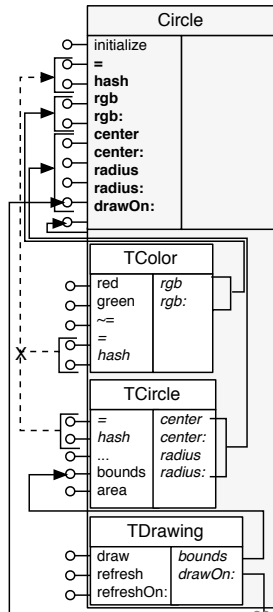 Circle
initialize
=
hash
rgb
rgb:
center
center:
radius
radius:
drawOn:
TColor
red rgb
green rgb:
~=
=
hash
X
TCircle
= center
hash center:
... radius
bounds radius:
area
TDrawing
draw bounds
refresh drawOn:
refreshOn: